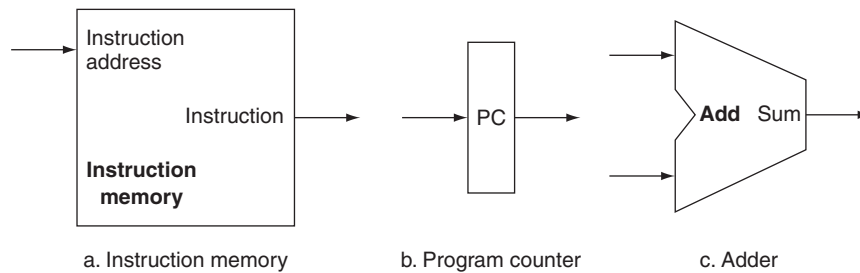 Instruction
address
Instruction
Instruction
memory
PC
Add Sum
a. Instruction memory
b. Program counter
c. Adder